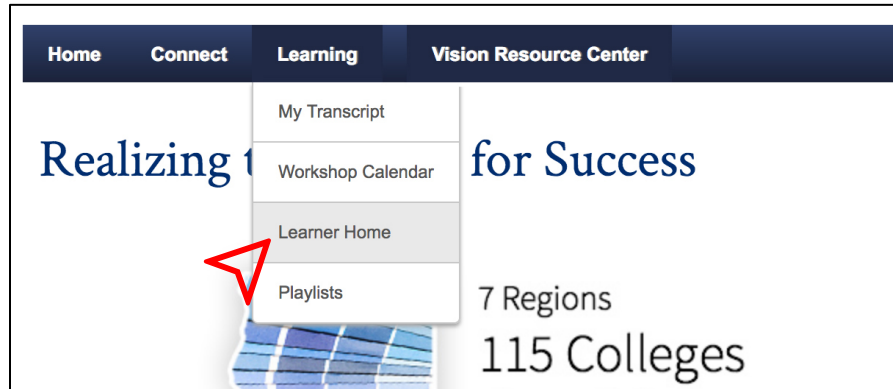 Home Connect Learning Vision Resource Center
My Transcript
Realizing t for Success
Workshop Calendar
Learner Home
Playlists
7 Regions
115 Colleges